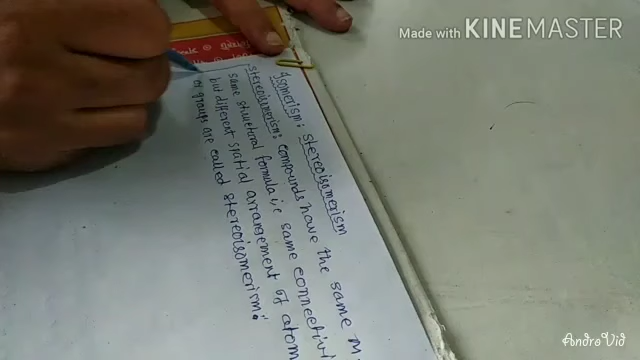 Made with KINEMASTER
Isomerism: stereoisomerism
stereoisomerism: compounds have the same M.
same structural formula i,e same connectivi
but different spatial arrangement of atom
or groups are called stereoisomerism.
AndroVid